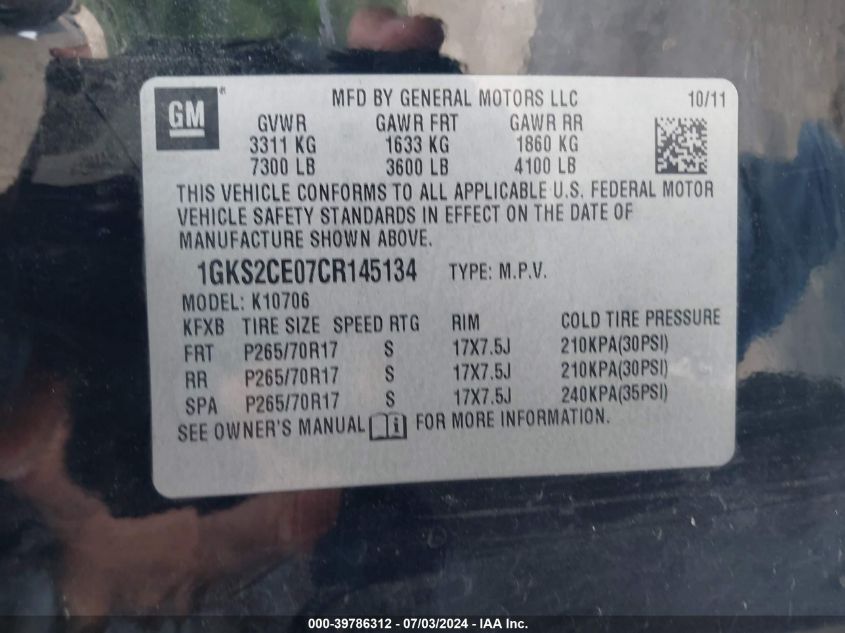 GM ® MFD BY GENERAL MOTORS LLC 10/11
GVWR GAWR FRT GAWR RR
3311 KG 1633 KG 1860 KG
7300 LB 3600 LB 4100 LB
THIS VEHICLE CONFORMS TO ALL APPLICABLE U.S. FEDERAL MOTOR
VEHICLE SAFETY STANDARDS IN EFFECT ON THE DATE OF
MANUFACTURE SHOWN ABOVE.
1GKS2CE07CR145134 TYPE: M.P.V.
MODEL: K10706
KFXB TIRE SIZE SPEED RTG RIM COLD TIRE PRESSURE
FRT P265/70R17 S 17X7.5J 210KPA(30PSI)
RR P265/70R17 S 17X7.5J 210KPA(30PSI)
SPA P265/70R17 S 17X7.5J 240KPA(35PSI)
SEE OWNER'S MANUAL i FOR MORE INFORMATION.
000-39786312 - 07/03/2024 - IAA Inc.